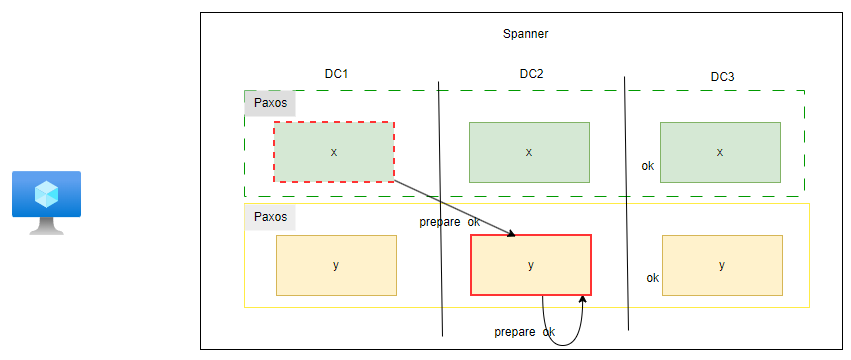 Spanner
DC1
DC2
DC3
Paxos
x
x
x
ok
prepare ok
Paxos
y
y
y
ok
prepare ok